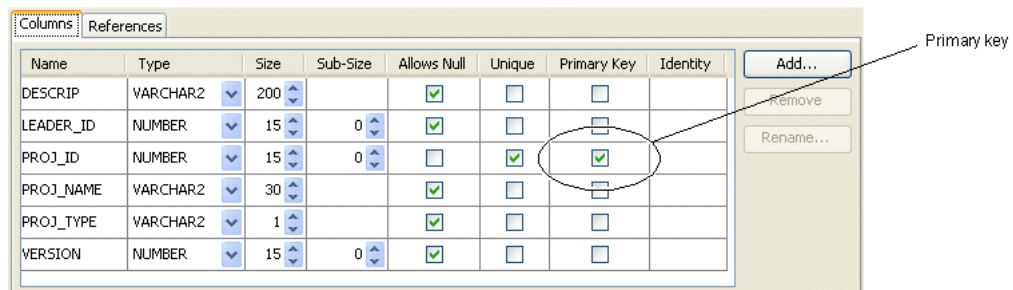 Columns References
Primary key
Name Type Size Sub-Size Allows Null Unique Primary Key Identity Add...
DESCRIP VARCHAR2 200
Remove
LEADER_ID NUMBER 15 0
Rename...
PROJ_ID NUMBER 15 0
PROJ_NAME VARCHAR2 30
PROJ_TYPE VARCHAR2 1
VERSION NUMBER 15 0